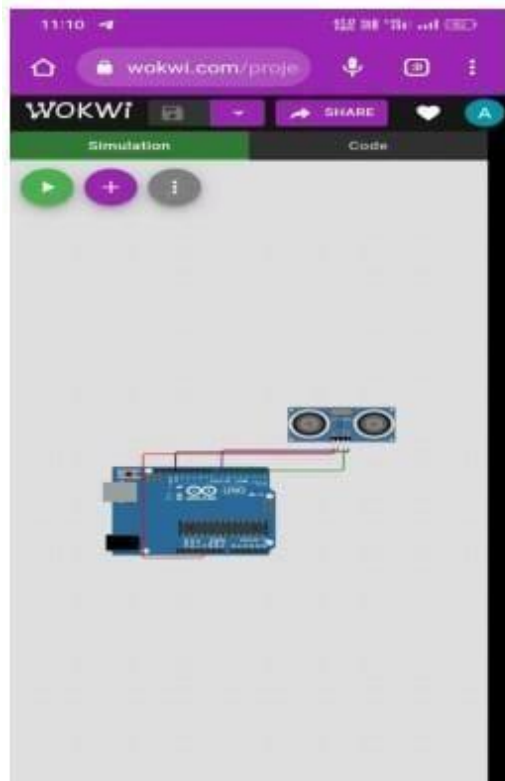 11:10
wokwi.com/proje
WOKWi SHARE A
Simulation Code
UNO